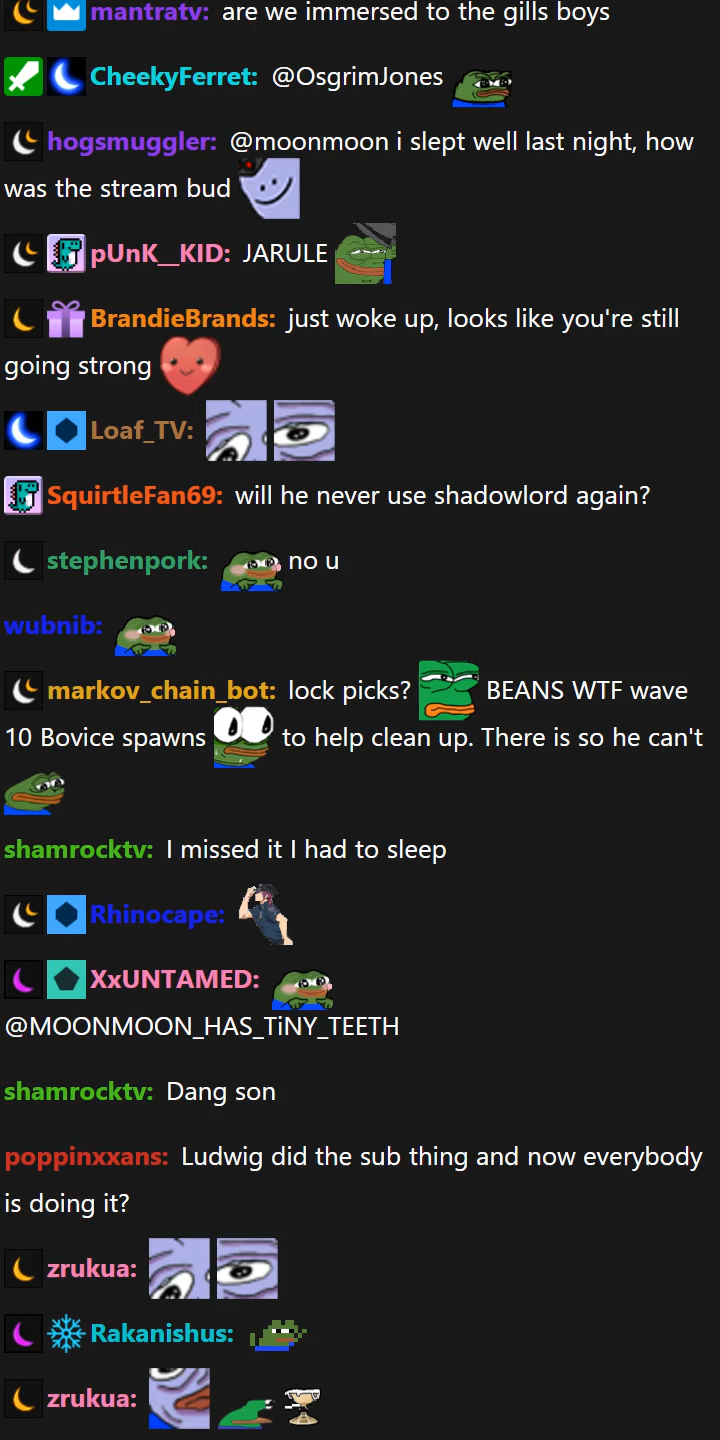 mantratv: are we immersed to the gills boys
CheekyFerret: @OsgrimJones
hogsmuggler: @moonmoon i slept well last night, how
was the stream bud
pUnK__KID: JARULE
BrandieBrands: just woke up, looks like you're still
going strong
Loaf_TV:
SquirtleFan69: will he never use shadowlord again?
stephenpork: no u
wubnib:
markov_chain_bot: lock picks? BEANS WTF wave
10 Bovice spawns to help clean up. There is so he can't
shamrocktv: I missed it I had to sleep
Rhinocape:
XxUNTAMED:
@MOONMOON_HAS_TiNY_TEETH
shamrocktv: Dang son
poppinxxans: Ludwig did the sub thing and now everybody
is doing it?
zrukua:
Rakanishus:
zrukua: